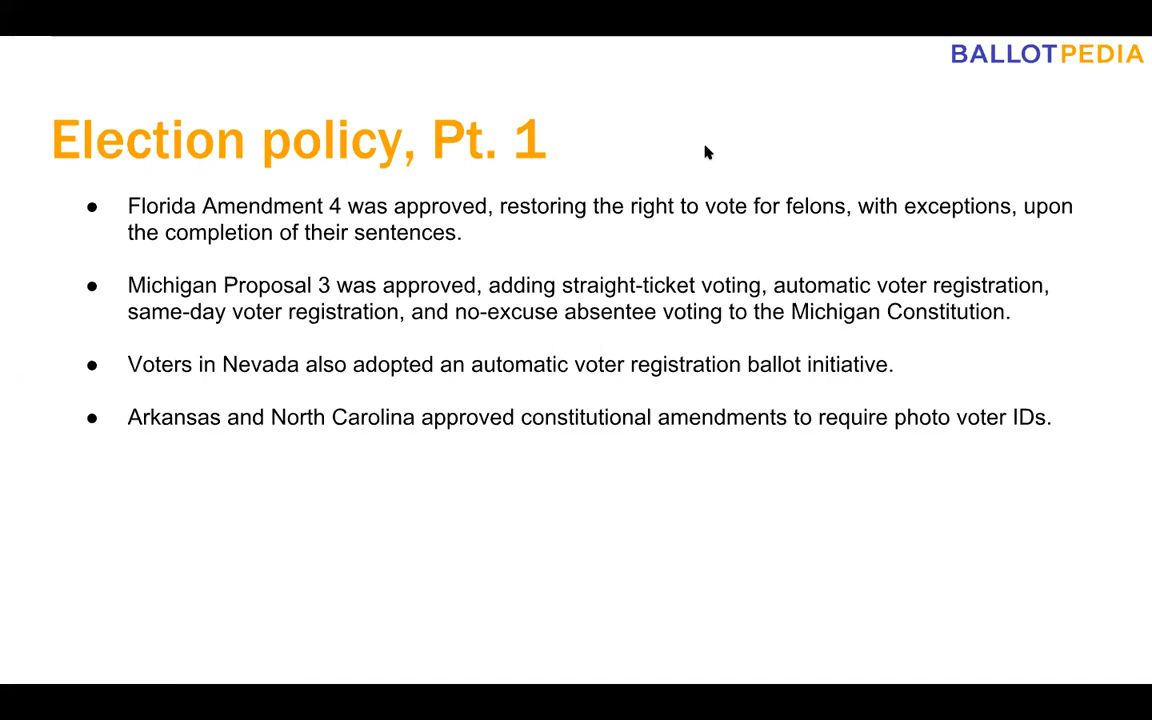 BALLOTPEDIA
Election policy, Pt. 1
● Florida Amendment 4 was approved, restoring the right to vote for felons, with exceptions, upon
the completion of their sentences.
● Michigan Proposal 3 was approved, adding straight-ticket voting, automatic voter registration,
same-day voter registration, and no-excuse absentee voting to the Michigan Constitution.
● Voters in Nevada also adopted an automatic voter registration ballot initiative.
● Arkansas and North Carolina approved constitutional amendments to require photo voter IDs.